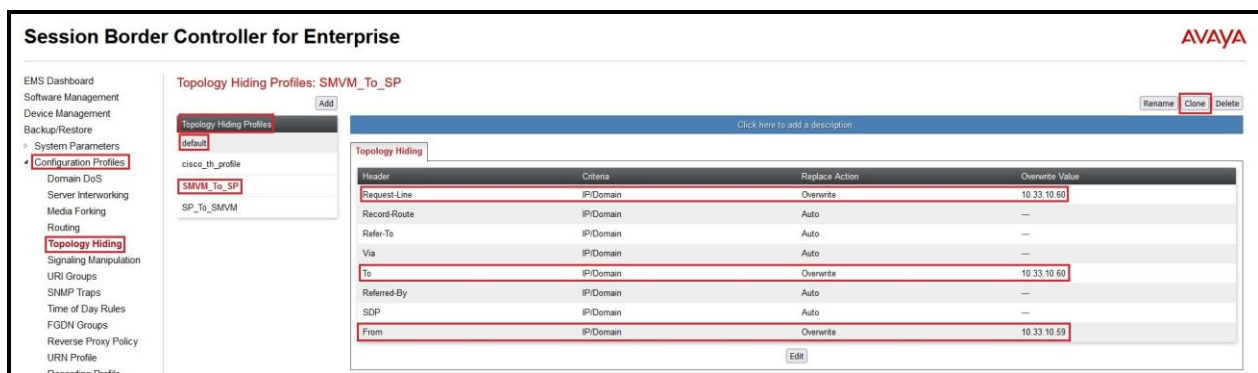 Session Border Controller for Enterprise
AVAYA
EMS Dashboard
Software Management
Device Management
Backup/Restore
System Parameters
Configuration Profiles
Domain DoS
Server Interworking
Media Forking
Routing
Topology Hiding
Signaling Manipulation
URI Groups
SNMP Traps
Time of Day Rules
FGDN Groups
Reverse Proxy Policy
URN Profile
Recording Profile
Topology Hiding Profiles: SMVM_To_SP
Add
Rename Clone Delete
Topology Hiding Profiles
default
cisco_th_profile
SMVM_To_SP
SP_To_SMVM
Click here to add a description
Topology Hiding
Header Criteria Replace Action Overwrite Value
Request-Line IP/Domain Overwrite 10.33.10.60
Record-Route IP/Domain Auto ---
Refer-To IP/Domain Auto ---
Via IP/Domain Auto ---
To IP/Domain Overwrite 10.33.10.60
Referred-By IP/Domain Auto ---
SDP IP/Domain Auto ---
From IP/Domain Overwrite 10.33.10.59
Edit